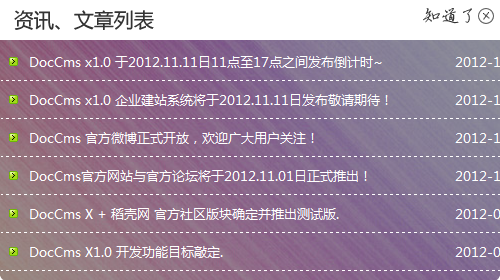 资讯、文章列表
知道了
DocCms x1.0 于2012.11.11日11点至17点之间发布倒计时~ 2012-1
DocCms x1.0 企业建站系统将于2012.11.11日发布敬请期待！ 2012-1
DocCms 官方微博正式开放，欢迎广大用户关注！ 2012-1
DocCms官方网站与官方论坛将于2012.11.01日正式推出！ 2012-1
DocCms X + 稻壳网 官方社区版块确定并推出测试版. 2012-0
DocCms X1.0 开发功能目标敲定. 2012-0